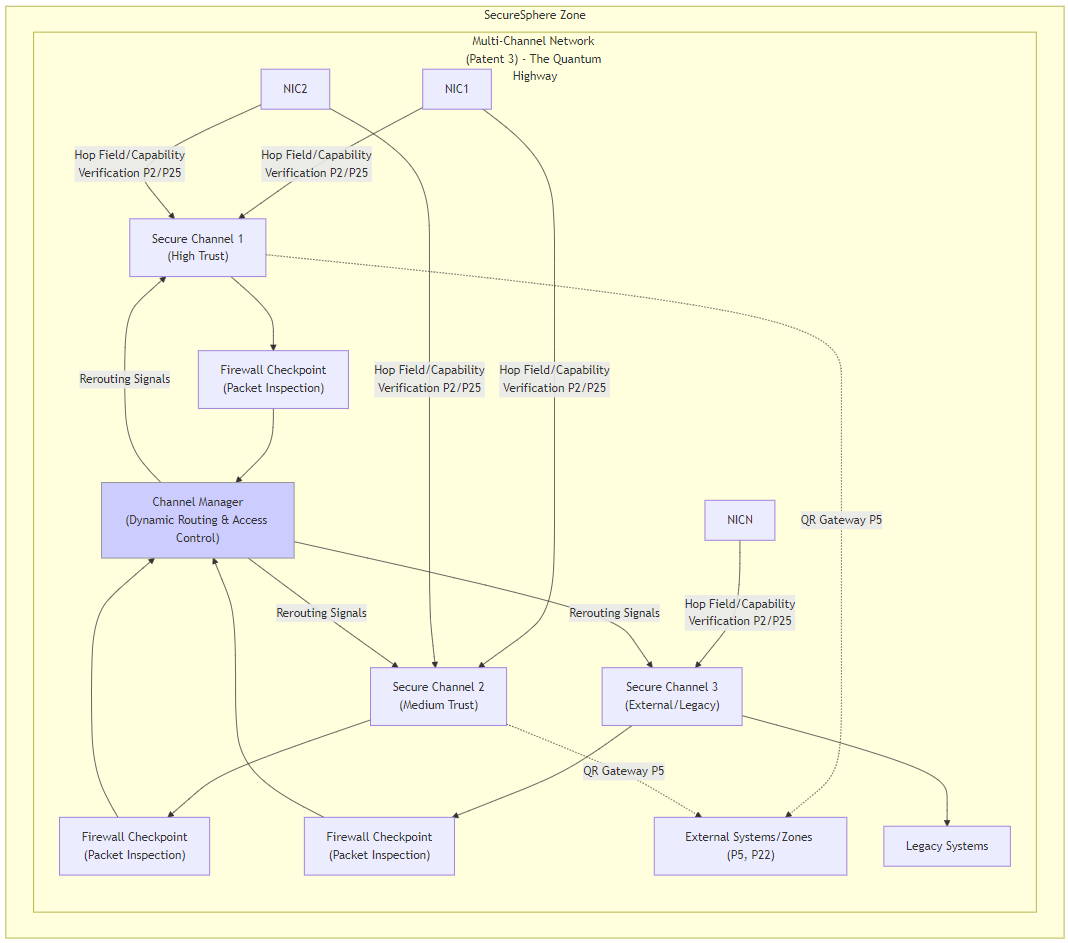 SecureSphere Zone
Multi-Channel Network
(Patent 3) - The Quantum
Highway
NIC2
NIC1
Hop Field/Capability
Verification P2/P25
Hop Field/Capability
Verification P2/P25
Secure Channel 1
(High Trust)
Firewall Checkpoint
(Packet Inspection)
Rerouting Signals
Hop Field/Capability
Verification P2/P25
Hop Field/Capability
Verification P2/P25
Channel Manager
(Dynamic Routing & Access
Control)
NICN
QR Gateway P5
Rerouting Signals
Rerouting Signals
Hop Field/Capability
Verification P2/P25
Secure Channel 2
(Medium Trust)
Secure Channel 3
(External/Legacy)
QR Gateway P5
Firewall Checkpoint
(Packet Inspection)
Firewall Checkpoint
(Packet Inspection)
External Systems/Zones
(P5, P22)
Legacy Systems